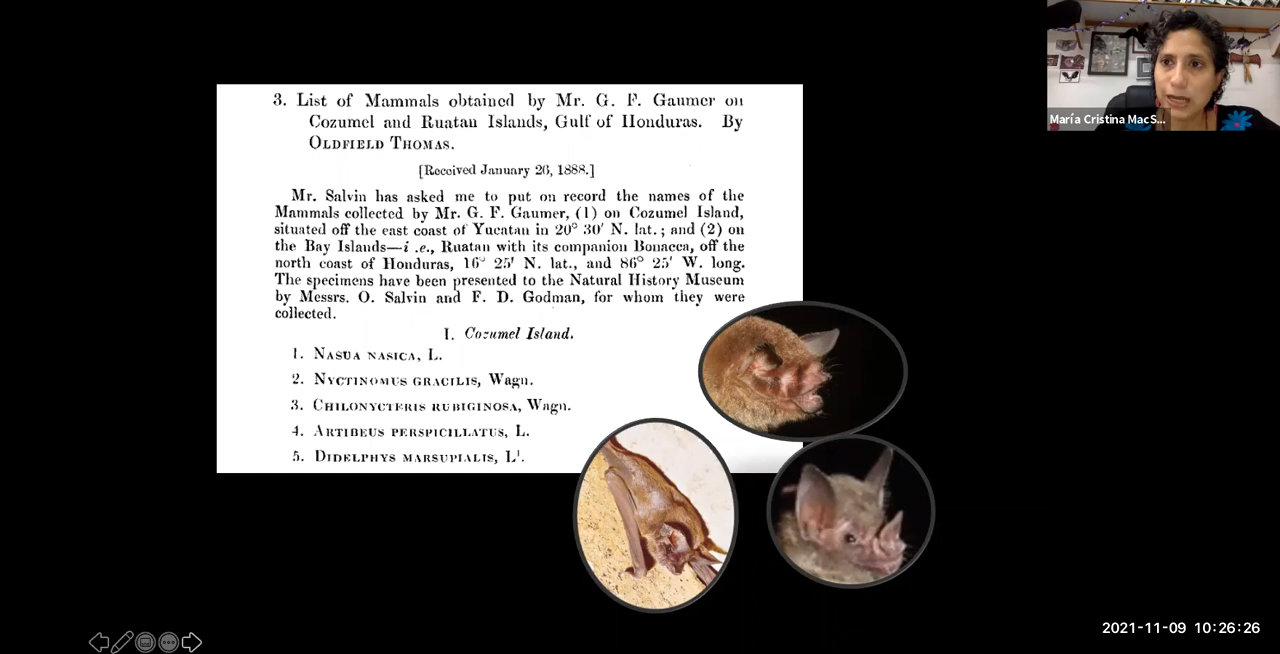 3. List of Mammals obtained by Mr. G. F. Gaumer on
Cozumel and Ruatan Islands, Gulf of Honduras. By
OLDFIELD THOMAS.
[Received January 26, 1888.]
Mr. Salvin has asked me to put on record the names of the
Mammals collected by Mr. G. F. Gaumer, (1) on Cozumel Island,
situated off the east coast of Yucatan in 20° 30' N. lat.; and (2) on
the Bay Islands—i.e., Ruatan with its companion Bonacca, off the
north coast of Honduras, 16° 25' N. lat., and 86° 25' W. long.
The specimens have been presented to the Natural History Museum
by Messrs. O. Salvin and F. D. Godman, for whom they were
collected.
I. Cozumel Island.
1. NASUA NASICA, L.
2. NYCTINOMUS GRACILIS, Wagn.
3. CHILONYCTERIS RUBIGINOSA, Wagn.
4. ARTIBEUS PERSPICILLATUS, L.
5. DIDELPHYS MARSUPIALIS, L¹.
María Cristina MacS...
2021-11-09 10:26:26